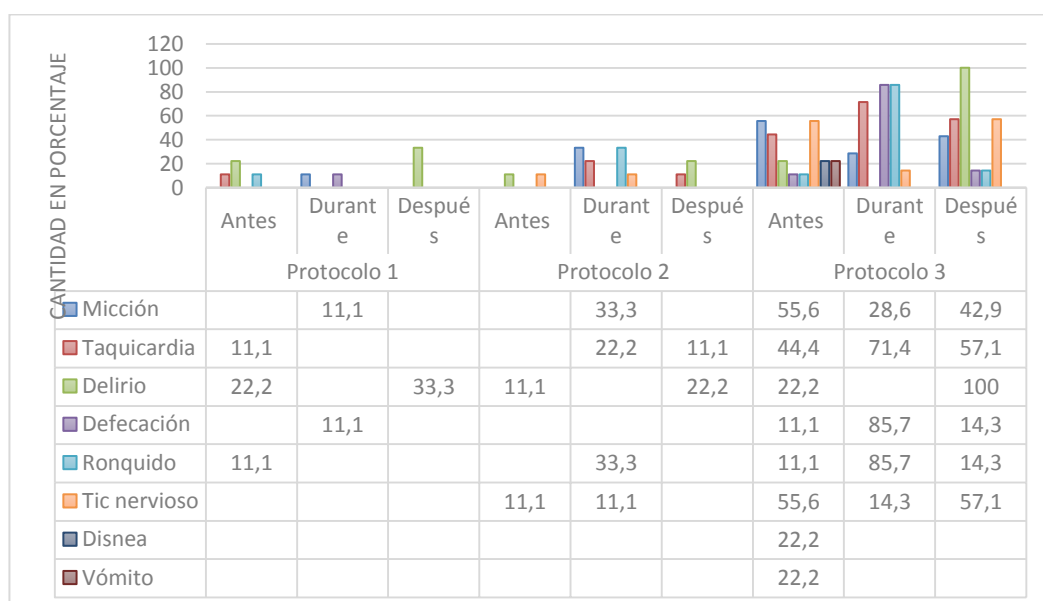 CANTIDAD EN PORCENTAJE
120
100
80
60
40
20
0
Antes Durant e Despué s Antes Durant e Despué s Antes Durant e Despué s
Protocolo 1 Protocolo 2 Protocolo 3
Micción 11,1 33,3 55,6 28,6 42,9
Taquicardia 11,1 22,2 11,1 44,4 71,4 57,1
Delirio 22,2 33,3 11,1 22,2 22,2 100
Defecación 11,1 11,1 85,7 14,3
Ronquido 11,1 33,3 11,1 85,7 14,3
Tic nervioso 11,1 11,1 55,6 14,3 57,1
Disnea 22,2
Vómito 22,2